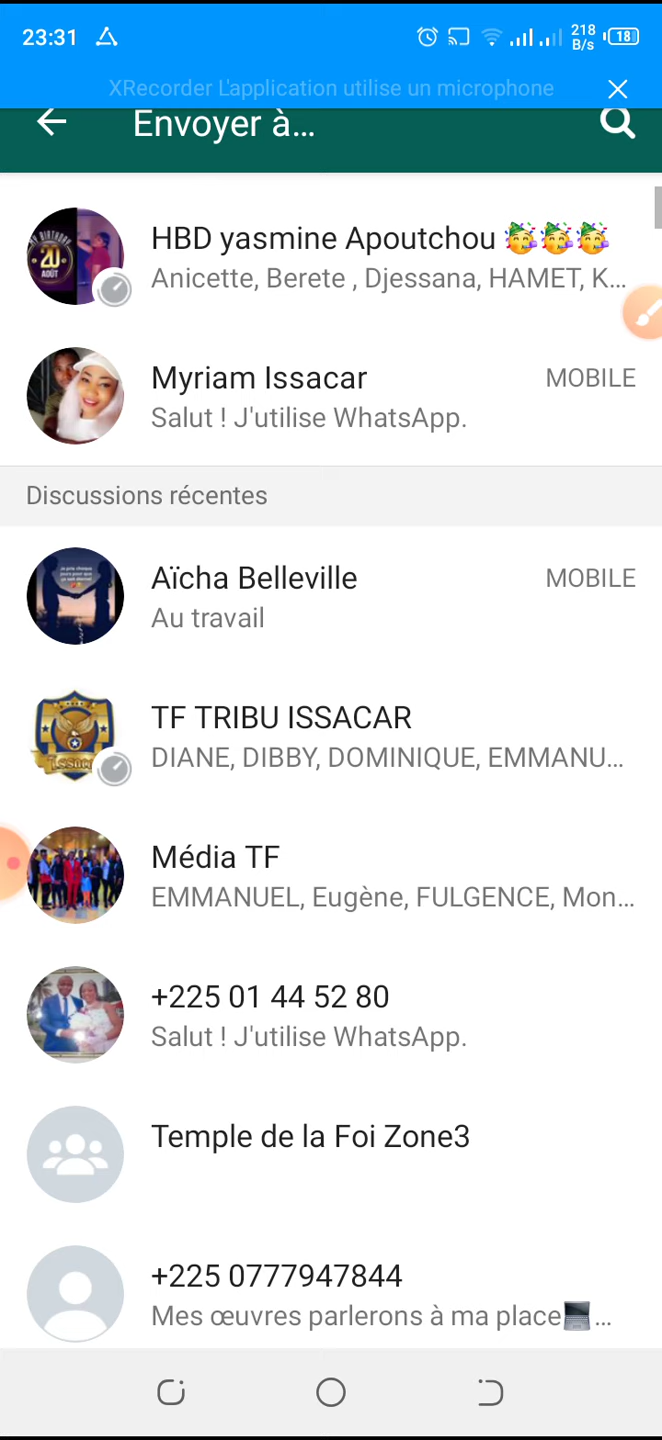 23:31
218
B/s
18
XRecorder L'application utilise un microphone
Envoyer à...
HBD yasmine Apoutchou 🥳🥳🥳
Anicette, Berete , Djessana, HAMET, K...
20
AOÛT
Myriam Issacar MOBILE
Salut ! J'utilise WhatsApp.
Discussions récentes
Aïcha Belleville MOBILE
Au travail
TF TRIBU ISSACAR
DIANE, DIBBY, DOMINIQUE, EMMANU...
Média TF
EMMANUEL, Eugène, FULGENCE, Mon...
+225 01 44 52 80
Salut ! J'utilise WhatsApp.
Temple de la Foi Zone3
+225 0777947844
Mes œuvres parlerons à ma place💻...